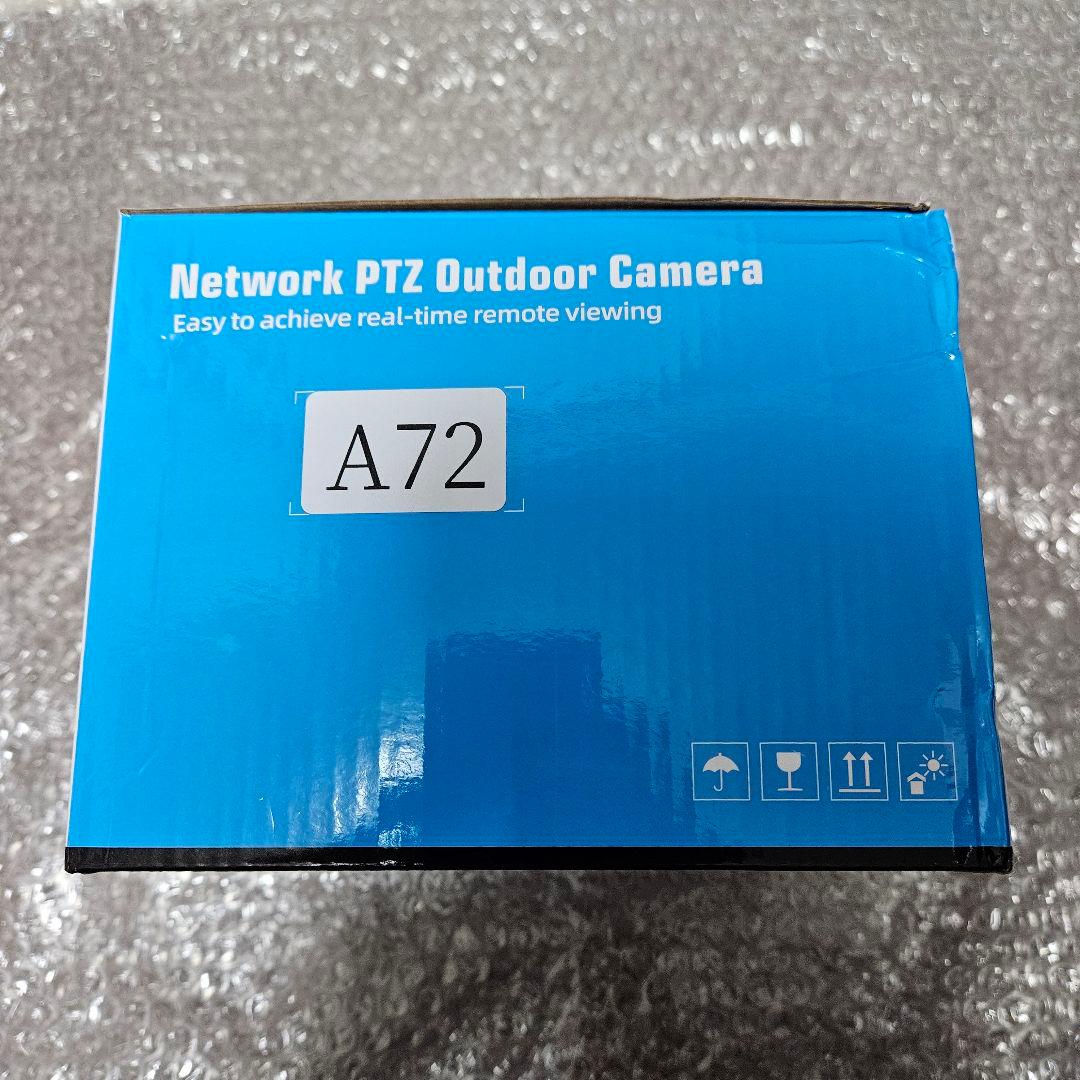 Network PTZ Outdoor Camera
Easy to achieve real-time remote viewing
A72